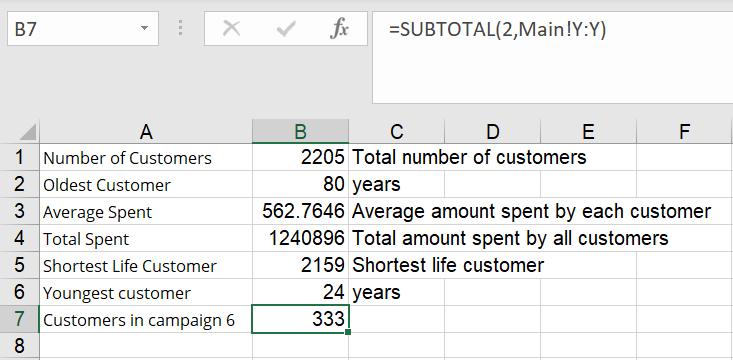 B7 fx =SUBTOTAL(2,Main!Y:Y)
A B C D E F
1 Number of Customers 2205 Total number of customers
2 Oldest Customer 80 years
3 Average Spent 562.7646 Average amount spent by each customer
4 Total Spent 1240896 Total amount spent by all customers
5 Shortest Life Customer 2159 Shortest life customer
6 Youngest customer 24 years
7 Customers in campaign 6 333
8